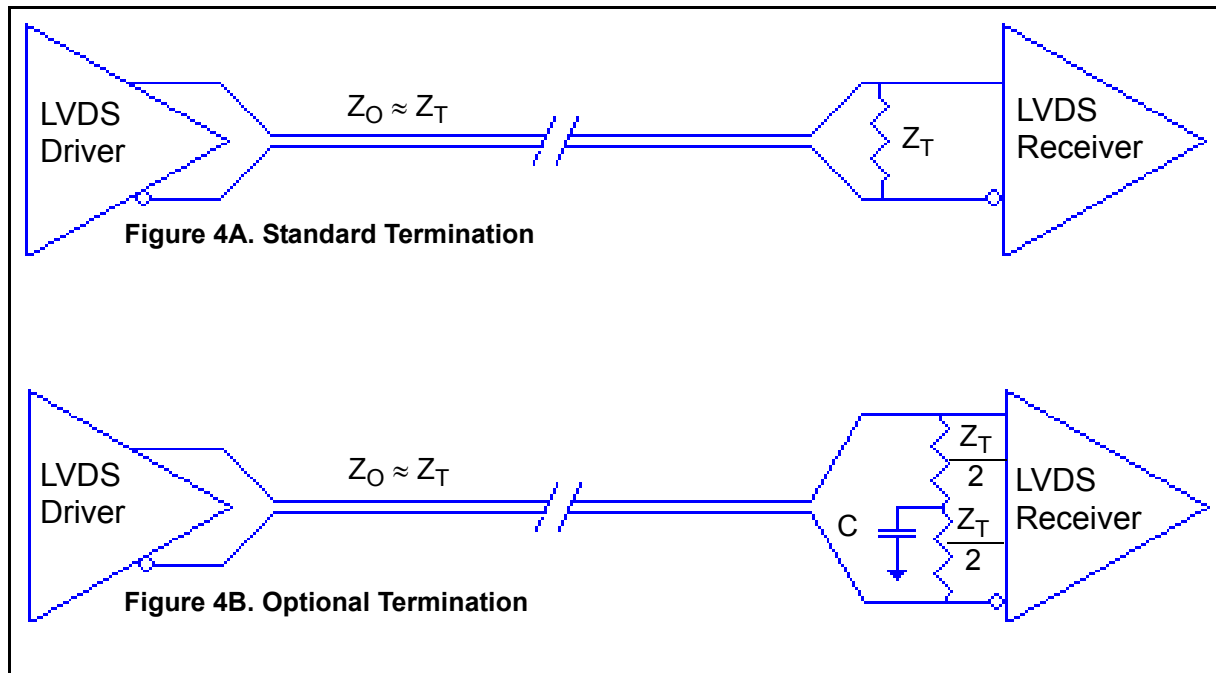 LVDS
Driver
Z_O ≈ Z_T
Z_T
LVDS
Receiver
Figure 4A. Standard Termination
LVDS
Driver
Z_O ≈ Z_T
C
Z_T
2
Z_T
2
LVDS
Receiver
Figure 4B. Optional Termination